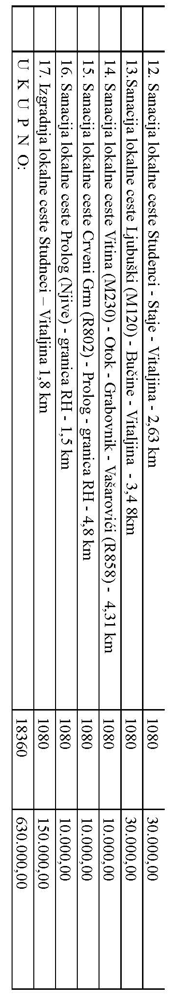 12. Sanacija lokalne ceste Studenci - Staje - Vitaljina - 2,63 km 1080 30.000,00
13.Sanacija lokalne ceste Ljubuški (M120) - Bučine - Vitaljina - 3,4 8km 1080 30.000,00
14. Sanacija lokalne ceste Vitina (M230) - Otok - Grabovnik - Vašarovići (R858) - 4,31 km 1080 10.000,00
15. Sanacija lokalne ceste Crveni Grm (R802) - Prolog - granica RH - 4,8 km 1080 10.000,00
16. Sanacija lokalne ceste Prolog (Njive) - granica RH - 1,5 km 1080 10.000,00
17. Izgradnja lokalne ceste Studneci – Vitaljina 1,8 km 1080 150.000,00
U K U P N O: 18360 630.000,00